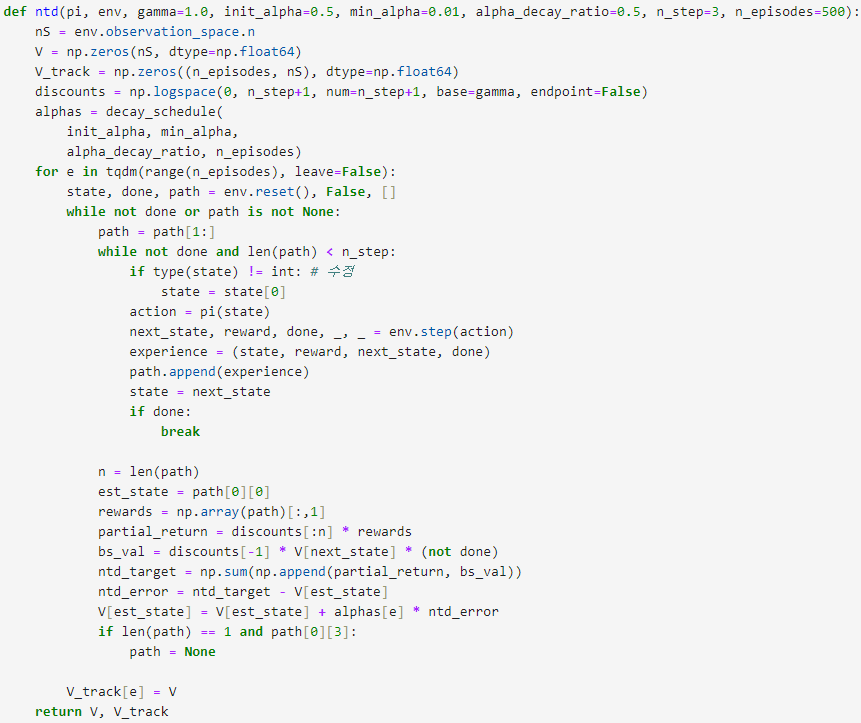 def ntd(pi, env, gamma=1.0, init_alpha=0.5, min_alpha=0.01, alpha_decay_ratio=0.5, n_step=3, n_episodes=500):
    nS = env.observation_space.n
    V = np.zeros(nS, dtype=np.float64)
    V_track = np.zeros((n_episodes, nS), dtype=np.float64)
    discounts = np.logspace(0, n_step+1, num=n_step+1, base=gamma, endpoint=False)
    alphas = decay_schedule(
        init_alpha, min_alpha,
        alpha_decay_ratio, n_episodes)
    for e in tqdm(range(n_episodes), leave=False):
        state, done, path = env.reset(), False, []
        while not done or path is not None:
            path = path[1:]
            while not done and len(path) < n_step:
                if type(state) != int: # 수정
                    state = state[0]
                action = pi(state)
                next_state, reward, done, _, _ = env.step(action)
                experience = (state, reward, next_state, done)
                path.append(experience)
                state = next_state
                if done:
                    break

            n = len(path)
            est_state = path[0][0]
            rewards = np.array(path)[:,1]
            partial_return = discounts[:n] * rewards
            bs_val = discounts[-1] * V[next_state] * (not done)
            ntd_target = np.sum(np.append(partial_return, bs_val))
            ntd_error = ntd_target - V[est_state]
            V[est_state] = V[est_state] + alphas[e] * ntd_error
            if len(path) == 1 and path[0][3]:
                path = None

        V_track[e] = V
    return V, V_track